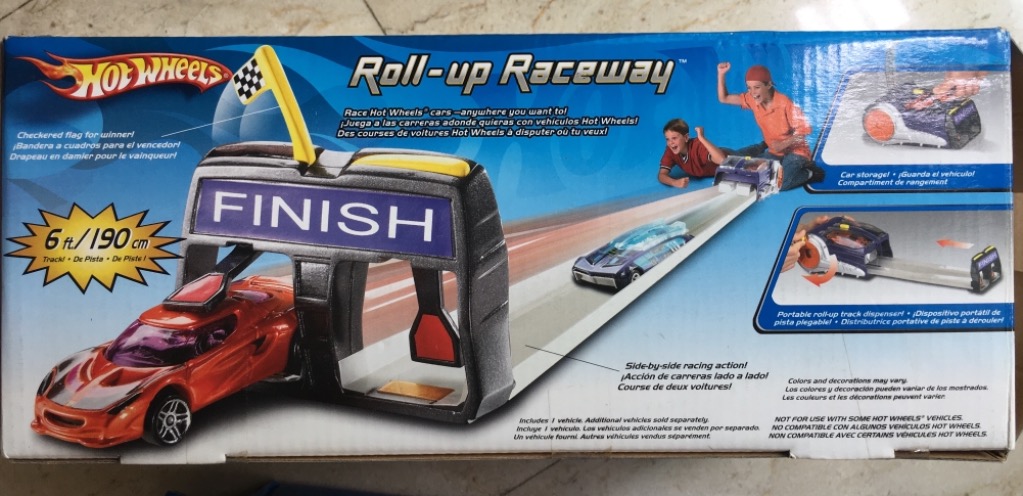 HOT WHEELS®
Roll-up Raceway™
Race Hot Wheels® cars —anywhere you want to!
¡Juega a las carreras adonde quieras con vehículos Hot Wheels!
Des courses de voitures Hot Wheels à disputer où tu veux!
Checkered flag for winner!
¡Bandera a cuadros para el vencedor!
Drapeau en damier pour le vainqueur!
Car storage! • ¡Guarda el vehículo!
Compartiment de rangement
FINISH
6 ft./190 cm
Track! • De Pista • De Piste !
FINISH
Portable roll-up track dispenser! • ¡Dispositivo portátil de
pista plegable! • Distributrice portative de piste à dérouler!
Side-by-side racing action!
¡Acción de carreras lado a lado!
Course de deux voitures!
Colors and decorations may vary.
Los colores y decoración pueden variar de los mostrados.
Les couleurs et les décorations peuvent varier.
Includes 1 vehicle. Additional vehicles sold separately.
Incluye 1 vehículo. Los vehículos adicionales se venden por separado.
Un véhicule fourni. Autres véhicules vendus séparément.
NOT FOR USE WITH SOME HOT WHEELS® VEHICLES.
NO COMPATIBLE CON ALGUNOS VEHÍCULOS HOT WHEELS.
NON COMPATIBLE AVEC CERTAINS VÉHICULES HOT WHEELS.